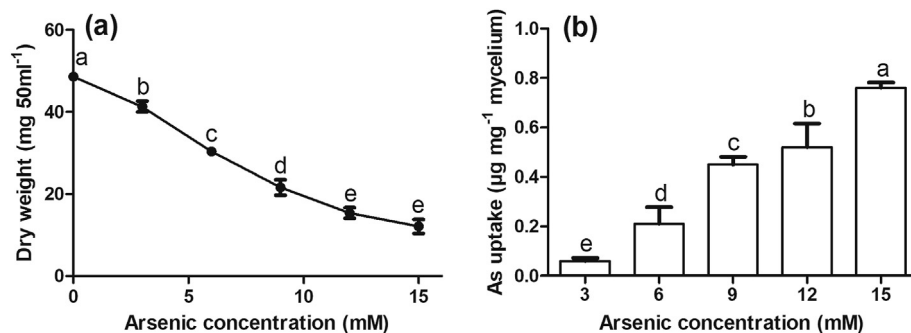 (a)
Dry weight (mg 50ml⁻¹)
60
40
20
0
a
b
c
d
e
e
0
5
10
15
Arsenic concentration (mM)
(b)
As uptake (µg mg⁻¹ mycelium)
1.0
0.8
0.6
0.4
0.2
0.0
e
d
c
b
a
3
6
9
12
15
Arsenic concentration (mM)